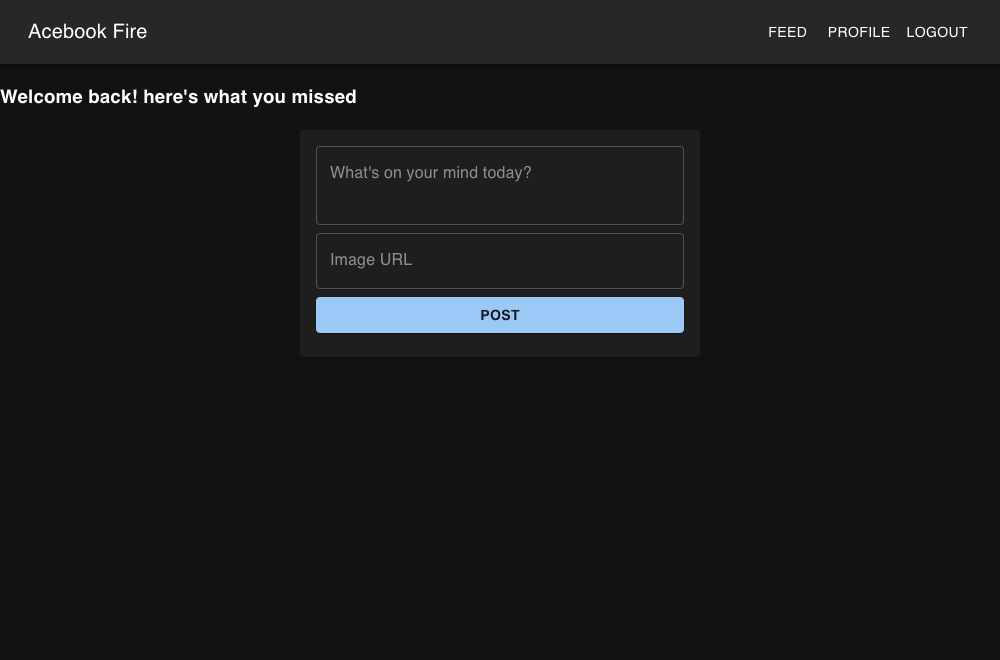 Acebook Fire
FEED PROFILE LOGOUT
Welcome back! here's what you missed
What's on your mind today?
Image URL
POST